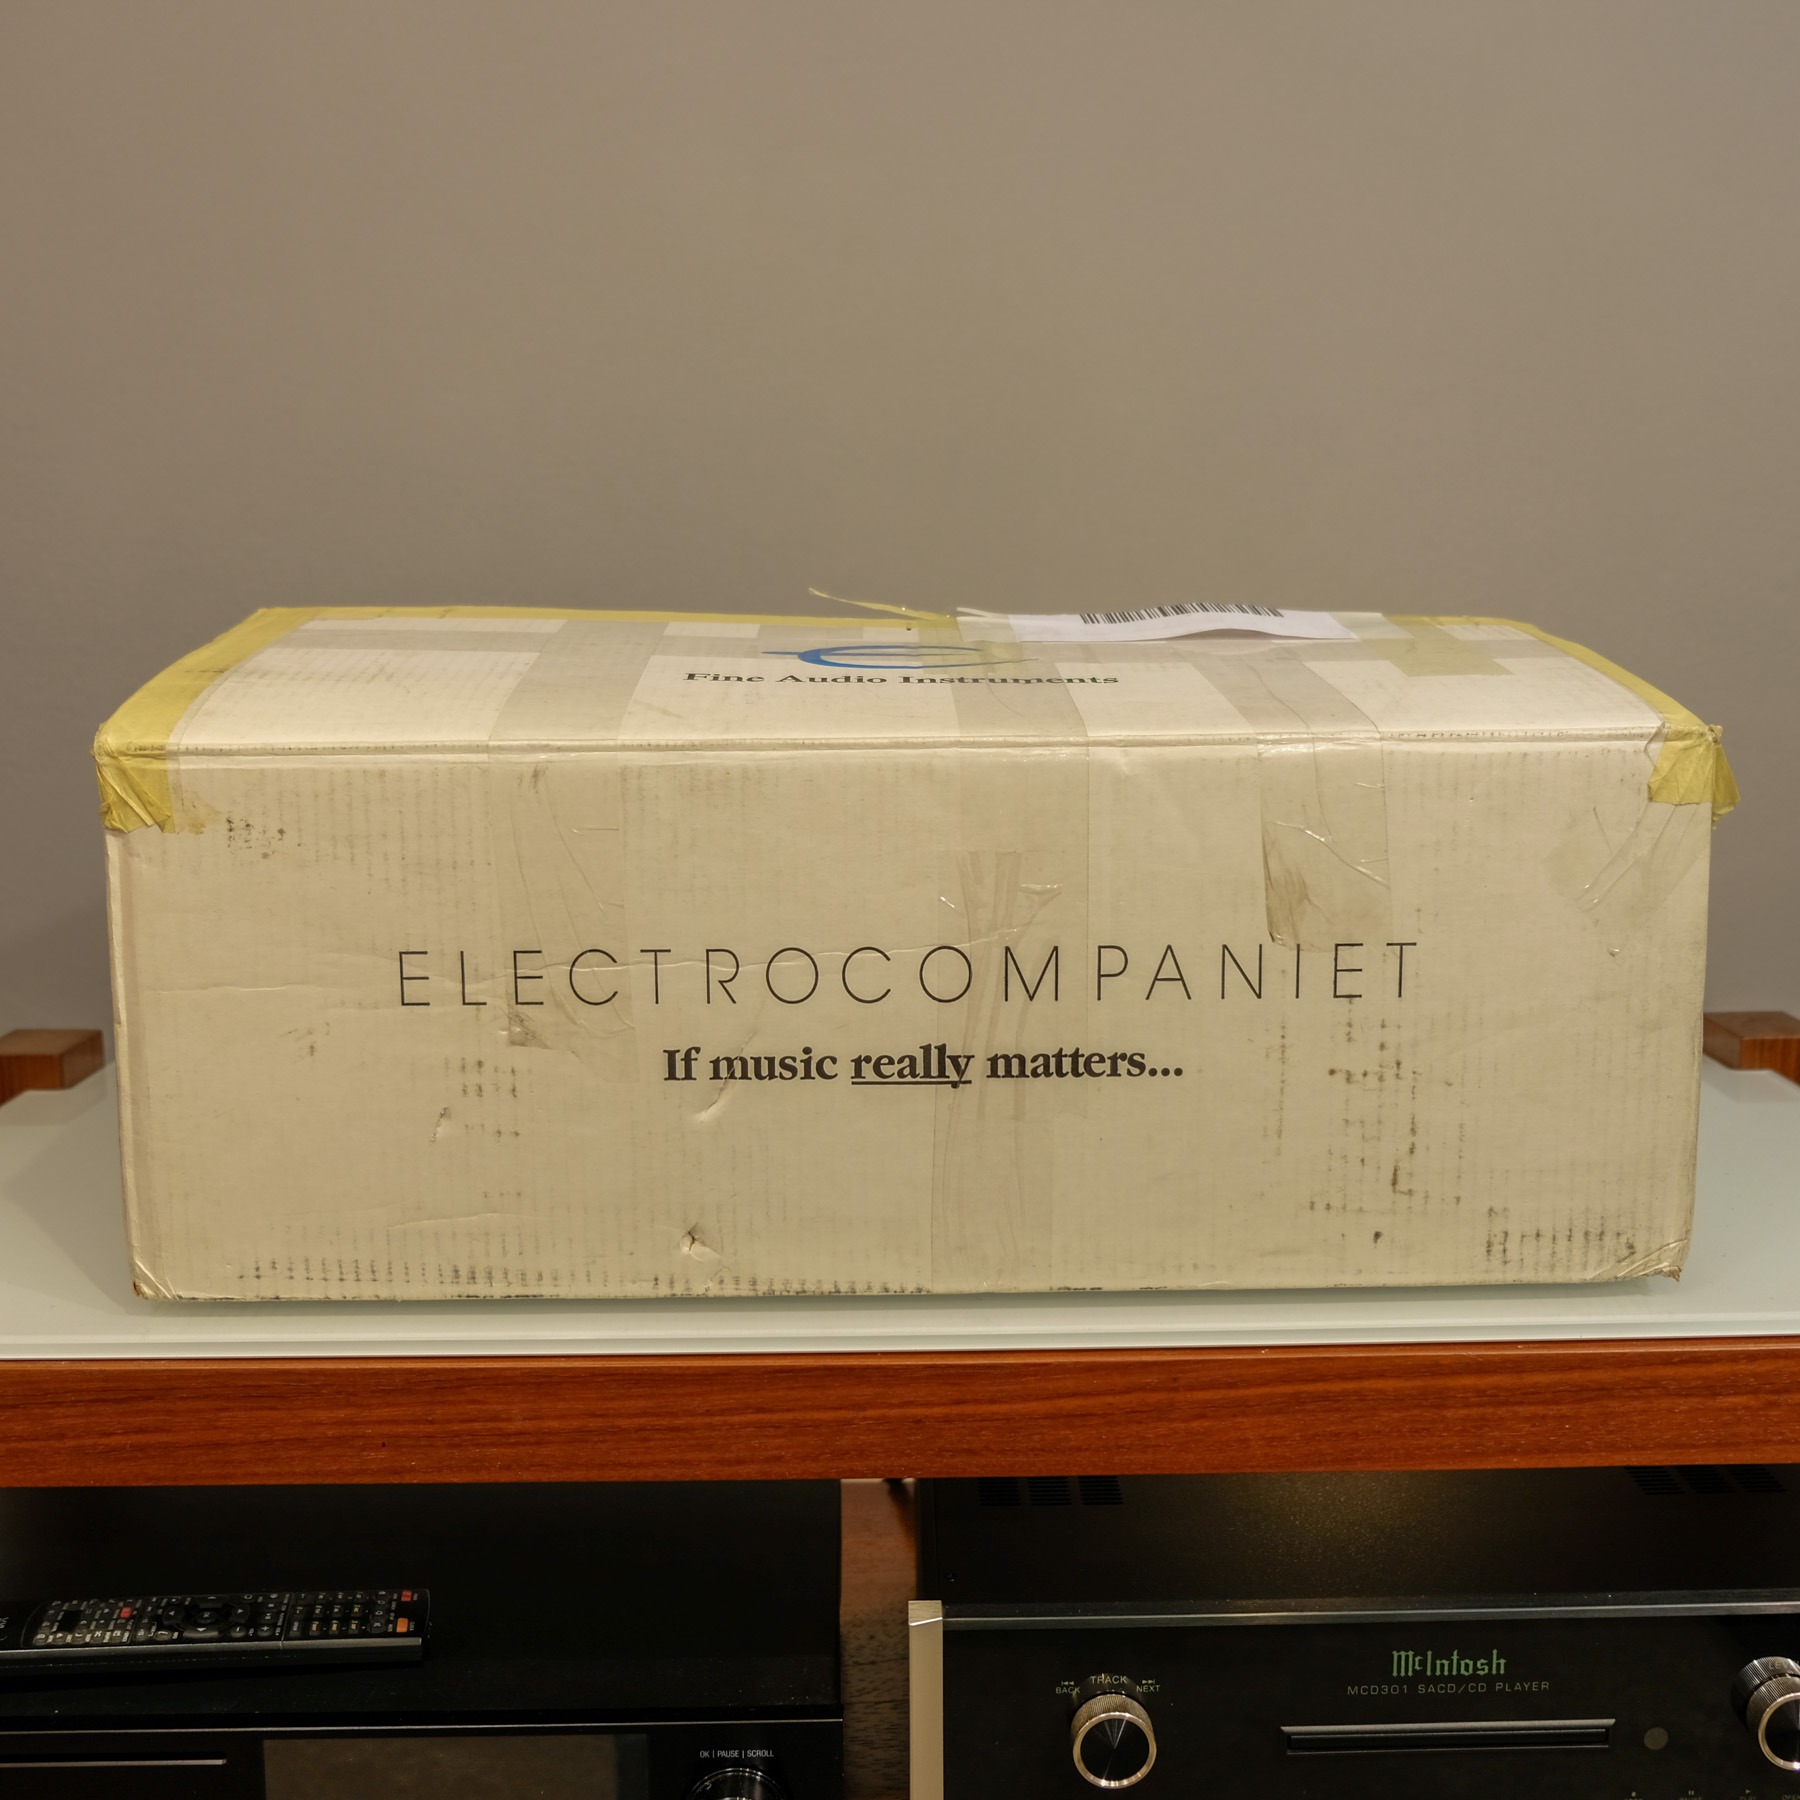 Fine Audio Instruments
ELECTROCOMPANIET
If music really matters...
McIntosh
MCD301 SACD/CD PLAYER
TRACK
BACK
NEXT
OK | PAUSE | SCROLL